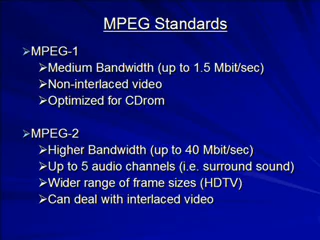 MPEG Standards
➢MPEG-1
➢Medium Bandwidth (up to 1.5 Mbit/sec)
➢Non-interlaced video
➢Optimized for CDrom
➢MPEG-2
➢Higher Bandwidth (up to 40 Mbit/sec)
➢Up to 5 audio channels (i.e. surround sound)
➢Wider range of frame sizes (HDTV)
➢Can deal with interlaced video